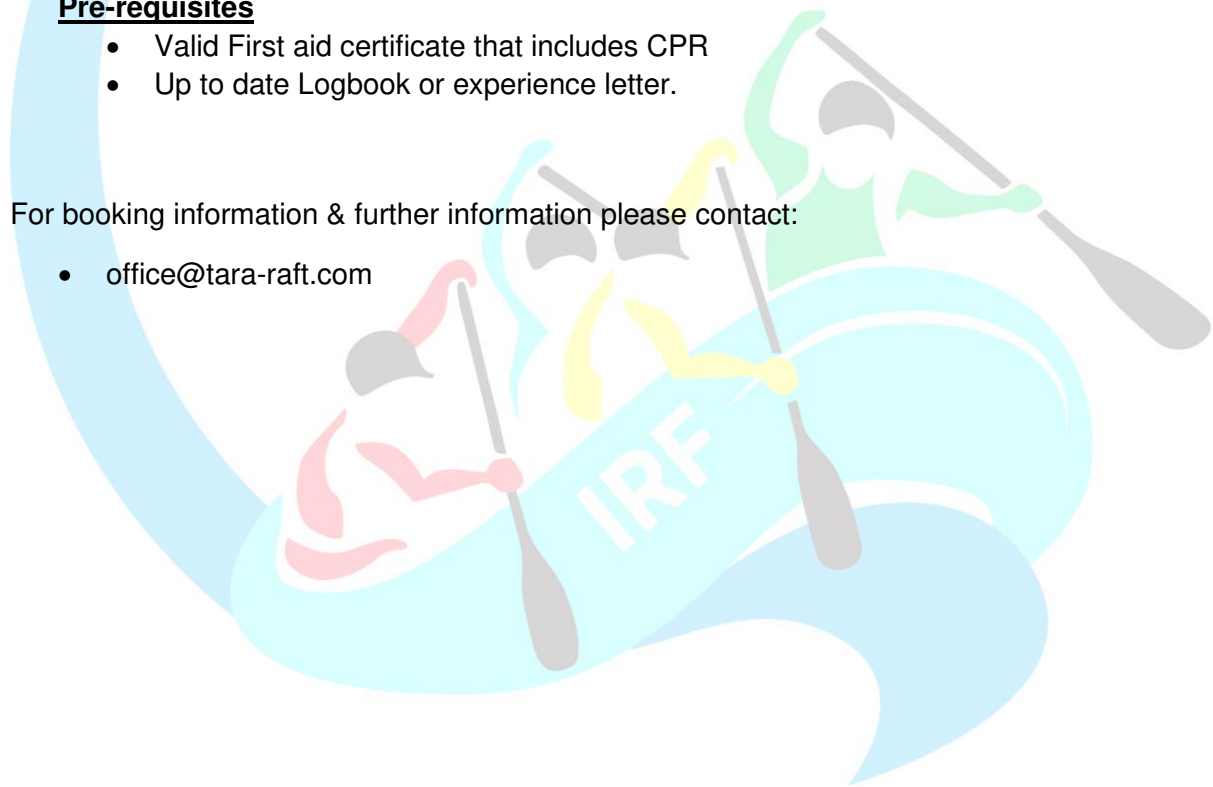 Pre-requisites
• Valid First aid certificate that includes CPR
• Up to date Logbook or experience letter.
For booking information & further information please contact:
• office@tara-raft.com
IRF